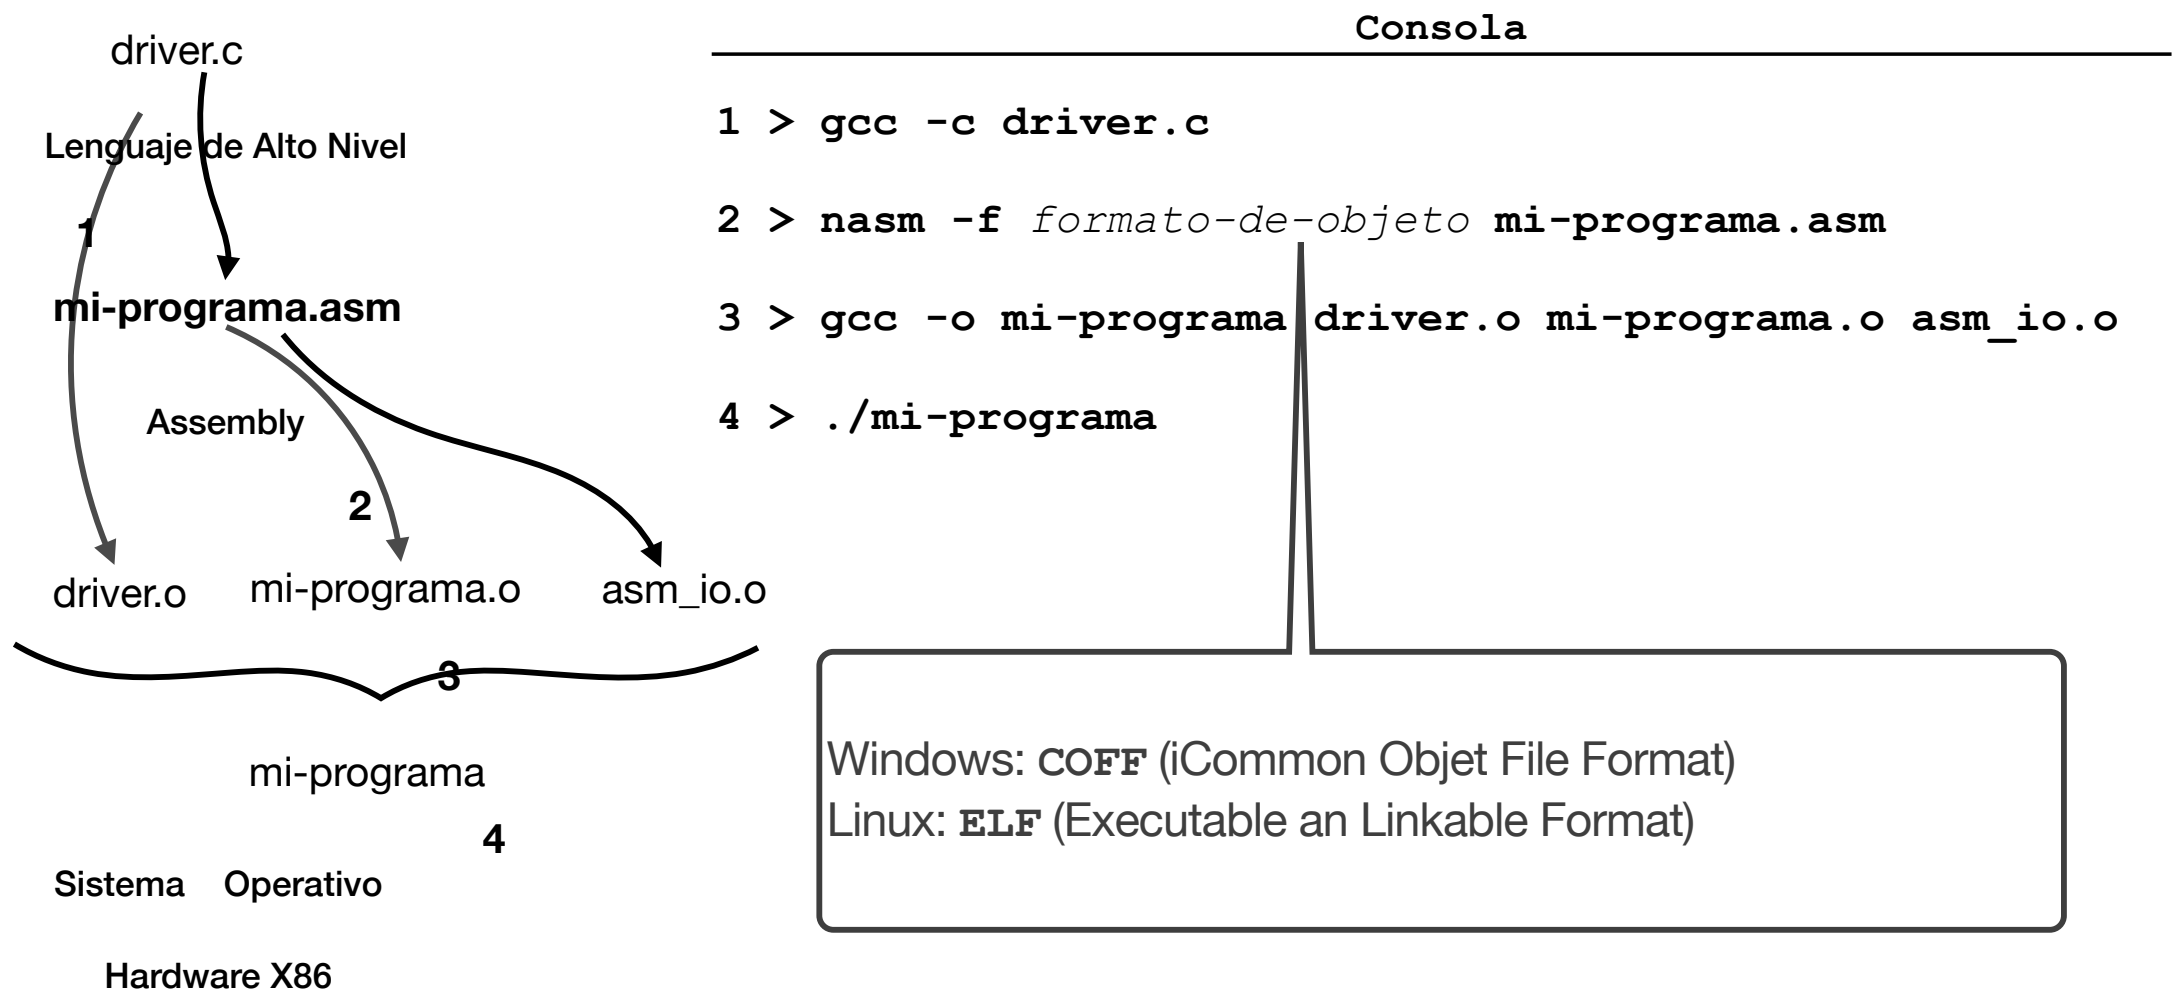 driver.c
Lenguaje de Alto Nivel
1
mi-programa.asm
Assembly
2
driver.o mi-programa.o asm_io.o
3
mi-programa
4
Sistema Operativo
Hardware X86
Consola
1 > gcc -c driver.c
2 > nasm -f formato-de-objeto mi-programa.asm
3 > gcc -o mi-programa driver.o mi-programa.o asm_io.o
4 > ./mi-programa
Windows: COFF (iCommon Objet File Format)
Linux: ELF (Executable an Linkable Format)